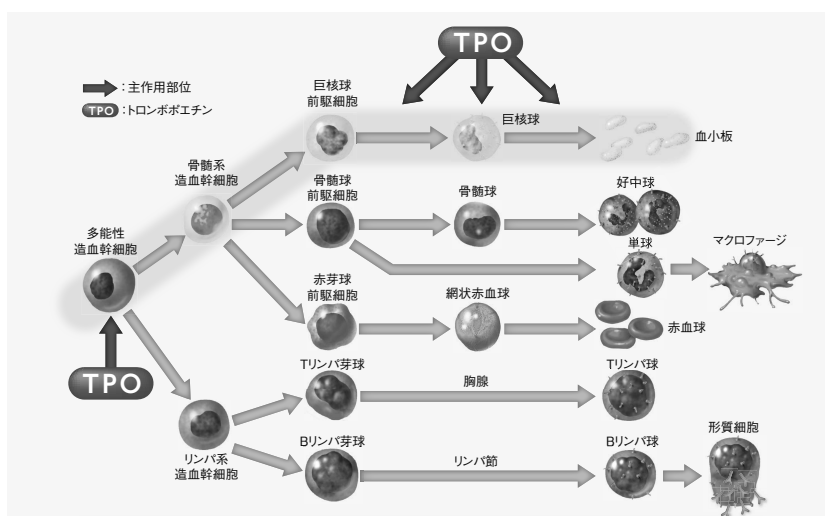 TPO
:主作用部位
TPO:トロンボポエチン
巨核球
前駆細胞
巨核球
血小板
骨髄系
造血幹細胞
骨髄球
前駆細胞
骨髄球
好中球
多能性
造血幹細胞
単球
マクロファージ
赤芽球
前駆細胞
網状赤血球
赤血球
TPO
Tリンパ芽球
胸腺
Tリンパ球
リンパ系
造血幹細胞
Bリンパ芽球
リンパ節
Bリンパ球
形質細胞